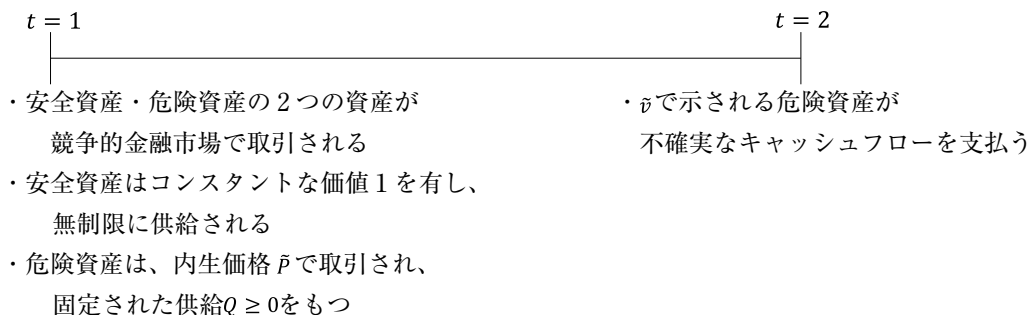 t = 1
t = 2
・安全資産・危険資産の２つの資産が
競争的金融市場で取引される
・安全資産はコンスタントな価値１を有し、
無制限に供給される
・危険資産は、内生価格 P̃ で取引され、
固定された供給Q ≥ 0をもつ
・ṽで示される危険資産が
不確実なキャッシュフローを支払う